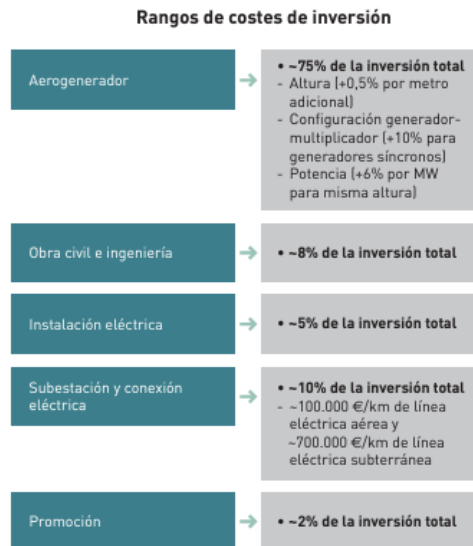 Rangos de costes de inversión
Aerogenerador
• ~75% de la inversión total
- Altura (+0,5% por metro
adicional)
- Configuración generador-
multiplicador (+10% para
generadores síncronos)
- Potencia (+6% por MW
para misma altura)
Obra civil e ingeniería
• ~8% de la inversión total
Instalación eléctrica
• ~5% de la inversión total
Subestación y conexión
eléctrica
• ~10% de la inversión total
- ~100.000 €/km de línea
eléctrica aérea y
~700.000 €/km de línea
eléctrica subterránea
Promoción
• ~2% de la inversión total